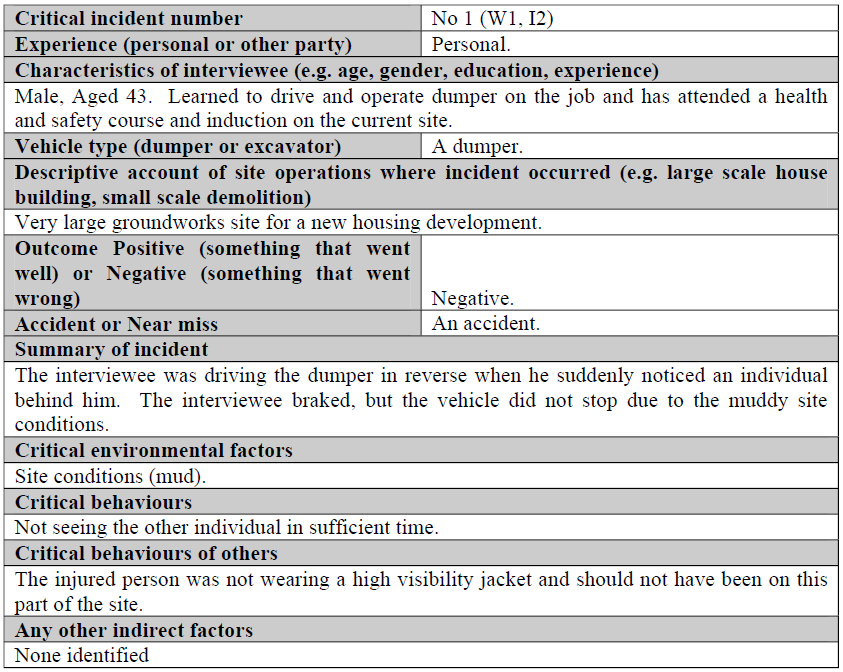 Critical incident number No 1 (W1, I2)
Experience (personal or other party) Personal.
Characteristics of interviewee (e.g. age, gender, education, experience)
Male, Aged 43. Learned to drive and operate dumper on the job and has attended a health
and safety course and induction on the current site.
Vehicle type (dumper or excavator) A dumper.
Descriptive account of site operations where incident occurred (e.g. large scale house
building, small scale demolition)
Very large groundworks site for a new housing development.
Outcome Positive (something that went
well) or Negative (something that went
wrong) Negative.
Accident or Near miss An accident.
Summary of incident
The interviewee was driving the dumper in reverse when he suddenly noticed an individual
behind him. The interviewee braked, but the vehicle did not stop due to the muddy site
conditions.
Critical environmental factors
Site conditions (mud).
Critical behaviours
Not seeing the other individual in sufficient time.
Critical behaviours of others
The injured person was not wearing a high visibility jacket and should not have been on this
part of the site.
Any other indirect factors
None identified